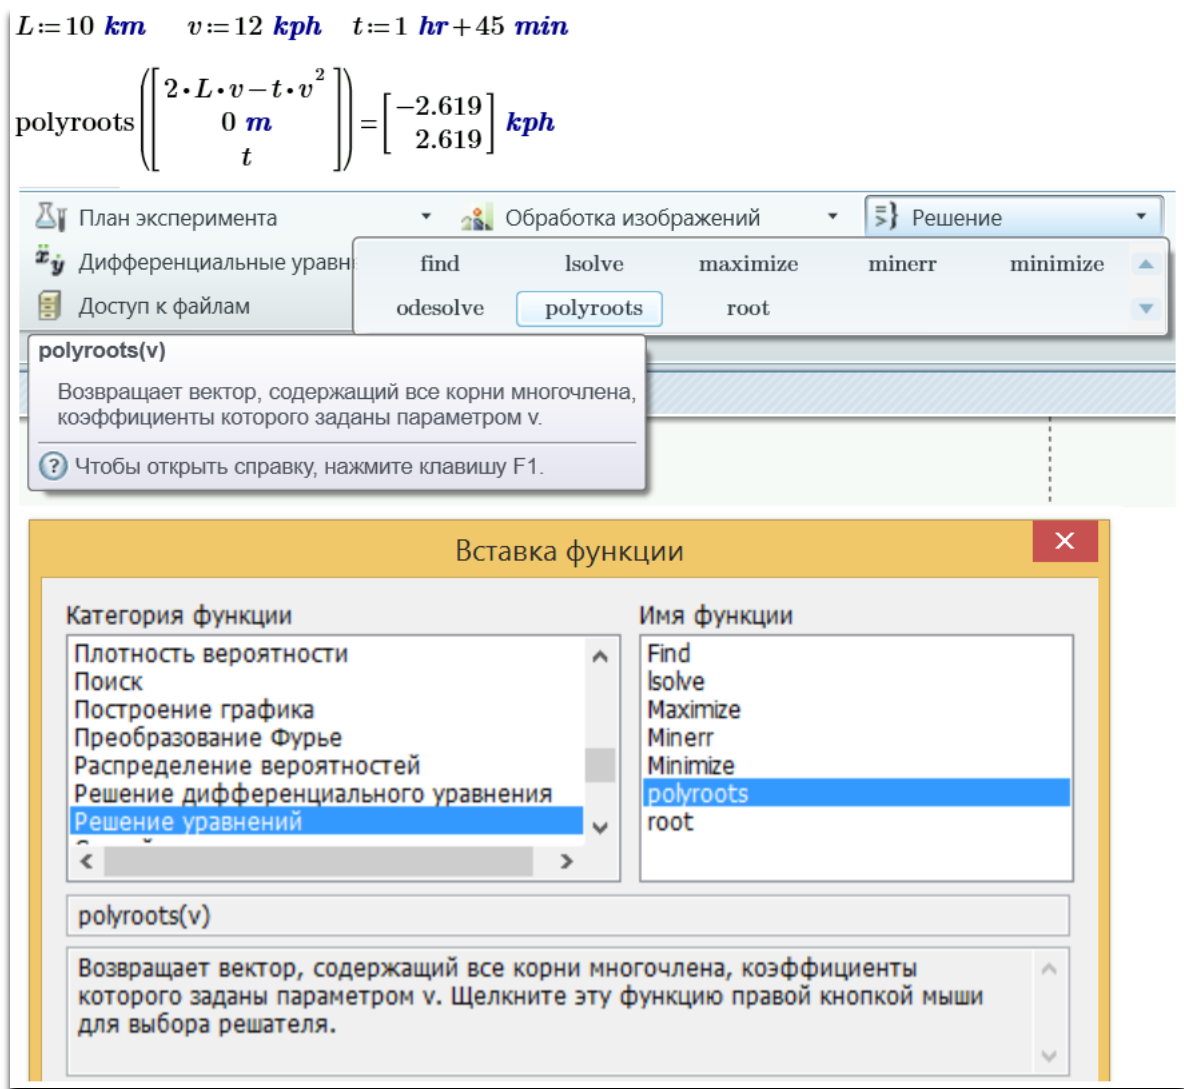 L:=10 km v:=12 kph t:=1 hr+45 min
polyroots([2·L·v−t·v²
0 m
t])=[−2.619
2.619] kph
План эксперимента Обработка изображений Решение
Дифференциальные уравн find lsolve maximize minerr minimize
Доступ к файлам odesolve polyroots root
polyroots(v)
Возвращает вектор, содержащий все корни многочлена,
коэффициенты которого заданы параметром v.
Чтобы открыть справку, нажмите клавишу F1.
Вставка функции
Категория функции
Плотность вероятности
Поиск
Построение графика
Преобразование Фурье
Распределение вероятностей
Решение дифференциального уравнения
Решение уравнений
Имя функции
Find
lsolve
Maximize
Minerr
Minimize
polyroots
root
polyroots(v)
Возвращает вектор, содержащий все корни многочлена, коэффициенты
которого заданы параметром v. Щелкните эту функцию правой кнопкой мыши
для выбора решателя.